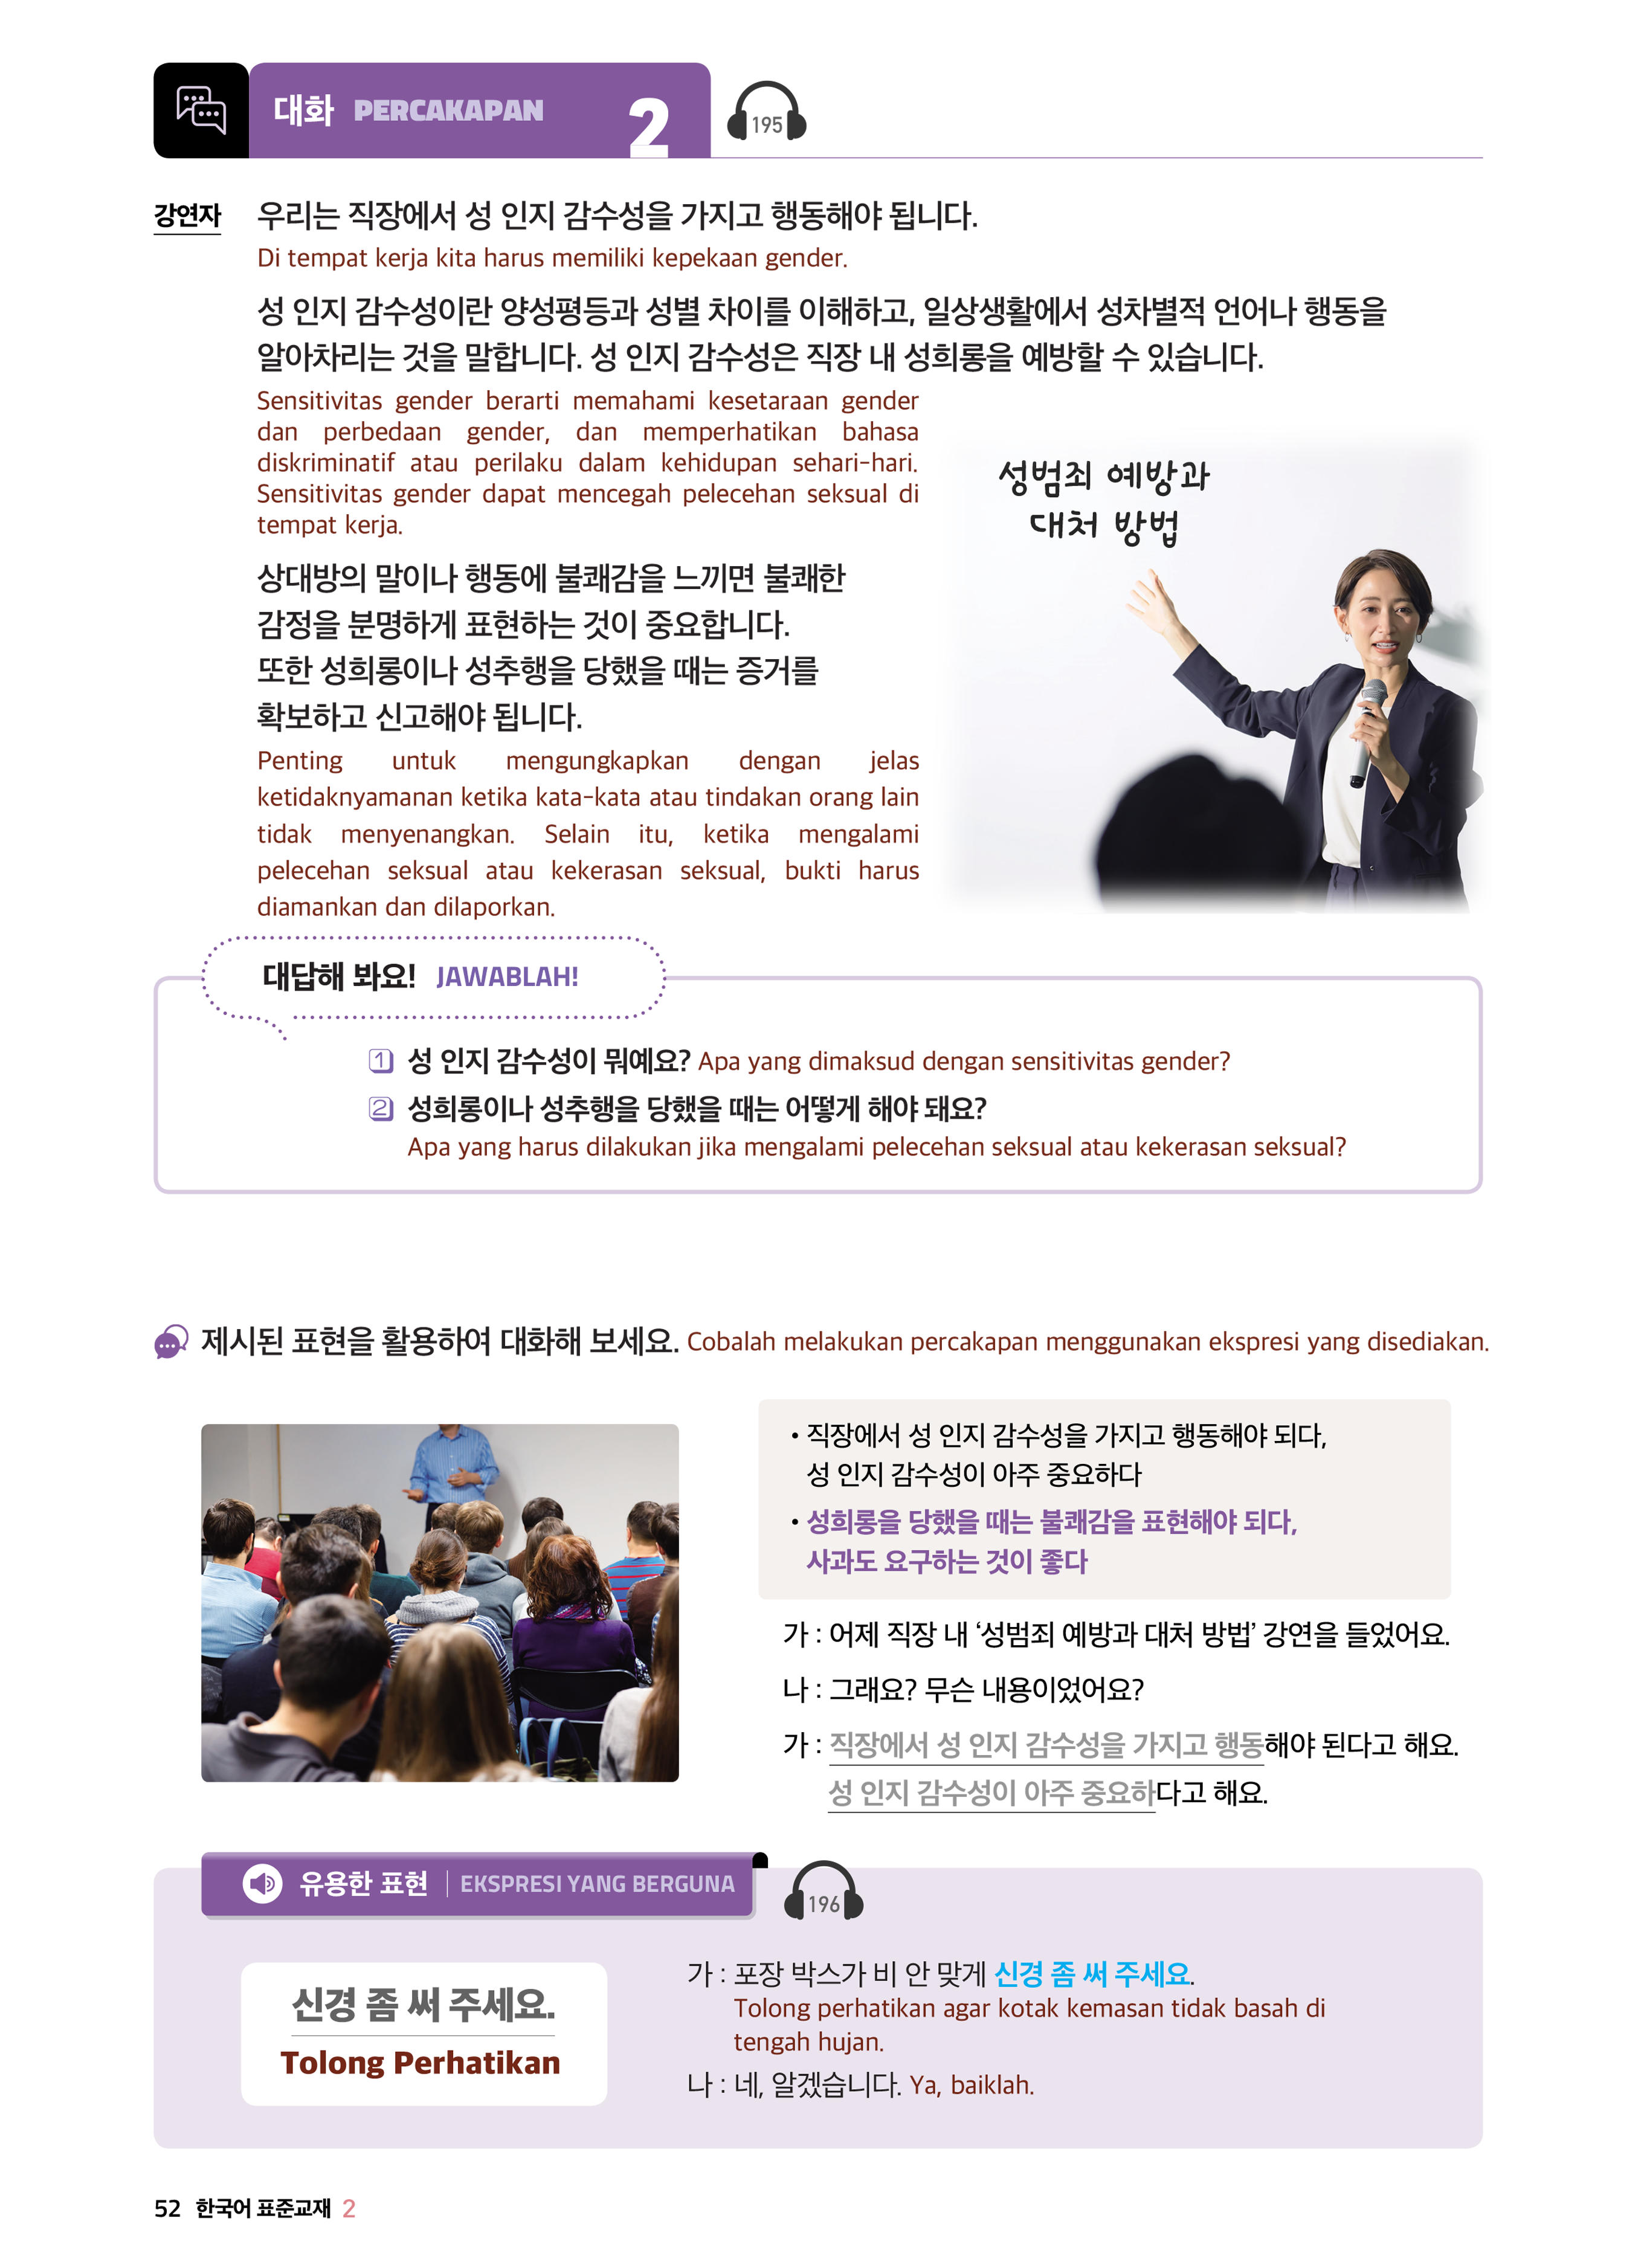 대화 PERCAKAPAN 2 195
강연자 우리는 직장에서 성 인지 감수성을 가지고 행동해야 됩니다.
Di tempat kerja kita harus memiliki kepekaan gender.
성 인지 감수성이란 양성평등과 성별 차이를 이해하고, 일상생활에서 성차별적 언어나 행동을
알아차리는 것을 말합니다. 성 인지 감수성은 직장 내 성희롱을 예방할 수 있습니다.
Sensitivitas gender berarti memahami kesetaraan gender
dan perbedaan gender, dan memperhatikan bahasa
diskriminatif atau perilaku dalam kehidupan sehari-hari.
Sensitivitas gender dapat mencegah pelecehan seksual di
tempat kerja.
성범죄 예방과
대처 방법
상대방의 말이나 행동에 불쾌감을 느끼면 불쾌한
감정을 분명하게 표현하는 것이 중요합니다.
또한 성희롱이나 성추행을 당했을 때는 증거를
확보하고 신고해야 됩니다.
Penting untuk mengungkapkan dengan jelas
ketidaknyamanan ketika kata-kata atau tindakan orang lain
tidak menyenangkan. Selain itu, ketika mengalami
pelecehan seksual atau kekerasan seksual, bukti harus
diamankan dan dilaporkan.
대답해 봐요! JAWABLAH!
1 성 인지 감수성이 뭐예요? Apa yang dimaksud dengan sensitivitas gender?
2 성희롱이나 성추행을 당했을 때는 어떻게 해야 돼요?
Apa yang harus dilakukan jika mengalami pelecehan seksual atau kekerasan seksual?
제시된 표현을 활용하여 대화해 보세요. Cobalah melakukan percakapan menggunakan ekspresi yang disediakan.
• 직장에서 성 인지 감수성을 가지고 행동해야 되다,
성 인지 감수성이 아주 중요하다
• 성희롱을 당했을 때는 불쾌감을 표현해야 되다,
사과도 요구하는 것이 좋다
가 : 어제 직장 내 ‘성범죄 예방과 대처 방법’ 강연을 들었어요.
나 : 그래요? 무슨 내용이었어요?
가 : 직장에서 성 인지 감수성을 가지고 행동해야 된다고 해요.
성 인지 감수성이 아주 중요하다고 해요.
유용한 표현 EKSPRESI YANG BERGUNA 196
신경 좀 써 주세요.
Tolong Perhatikan
가 : 포장 박스가 비 안 맞게 신경 좀 써 주세요.
Tolong perhatikan agar kotak kemasan tidak basah di
tengah hujan.
나 : 네, 알겠습니다. Ya, baiklah.
52 한국어 표준교재 2